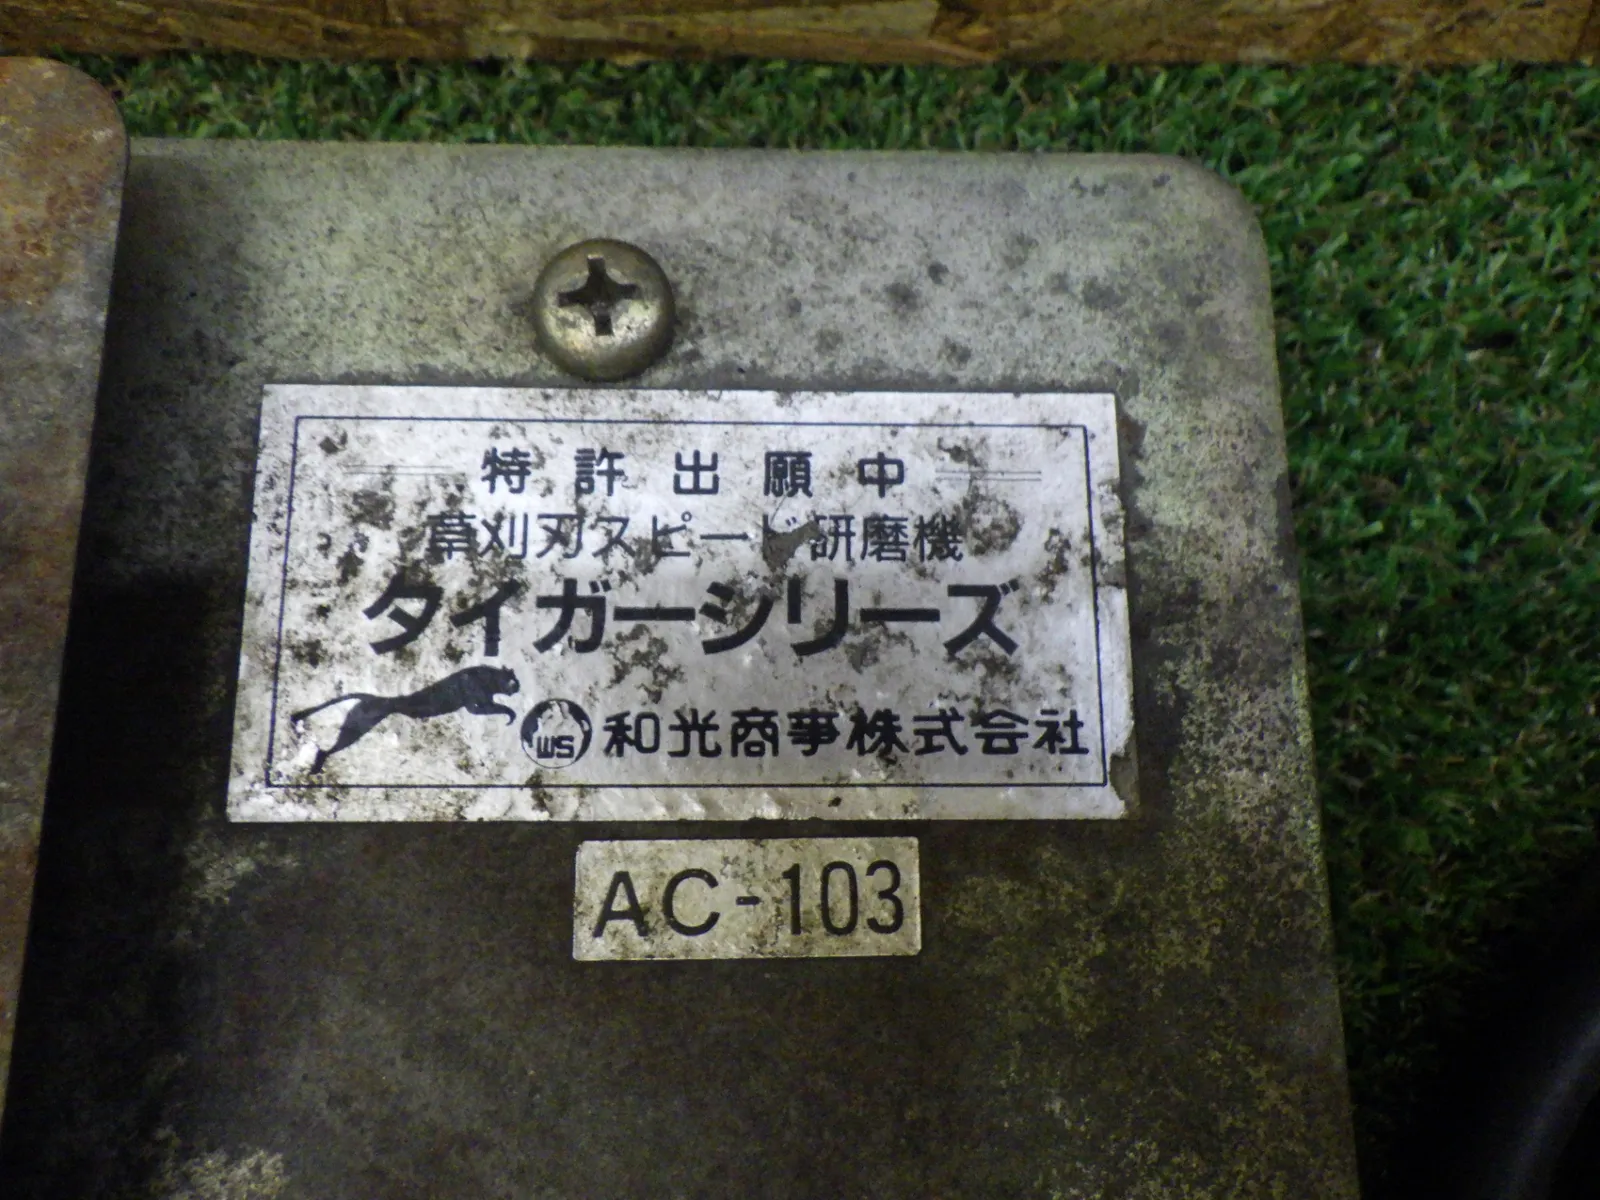 特許出願中
草刈刃スピード研磨機
タイガーシリーズ
WS 和光商事株式会社
AC-103